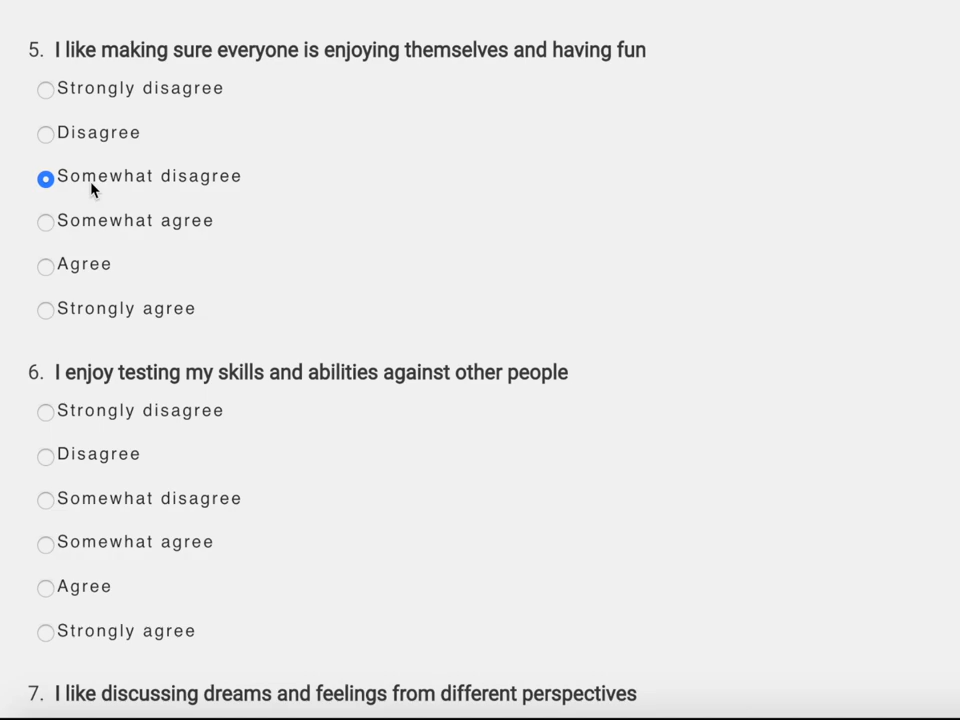 5. I like making sure everyone is enjoying themselves and having fun
Strongly disagree
Disagree
Somewhat disagree
Somewhat agree
Agree
Strongly agree
6. I enjoy testing my skills and abilities against other people
Strongly disagree
Disagree
Somewhat disagree
Somewhat agree
Agree
Strongly agree
7. I like discussing dreams and feelings from different perspectives